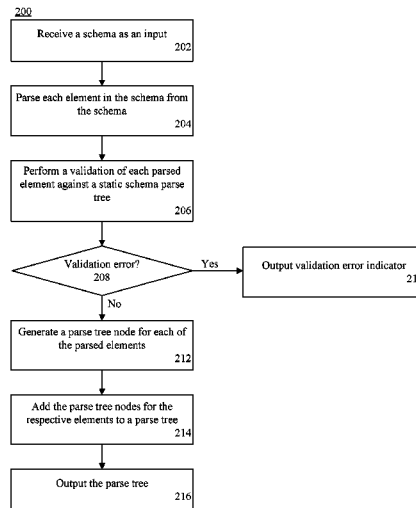 200
Receive a schema as an input
202
Parse each element in the schema from
the schema
204
Perform a validation of each parsed
element against a static schema parse
tree
206
Validation error?
208
Yes
Output validation error indicator
21
No
Generate a parse tree node for each of
the parsed elements
212
Add the parse tree nodes for the
respective elements to a parse tree
214
Output the parse tree
216